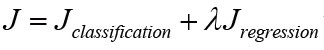 J = J_classification + λJ_regression